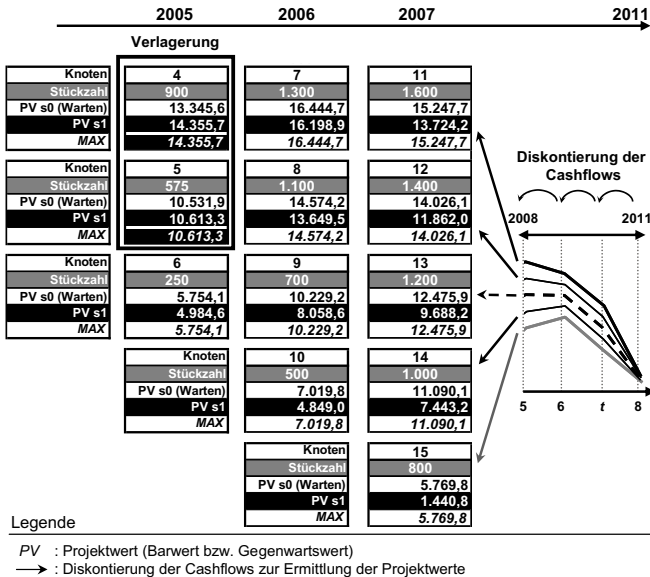 2005 2006 2007 2011
Verlagerung
Knoten 4 7 11
Stückzahl 900 1.300 1.600
PV s0 (Warten) 13.345,6 16.444,7 15.247,7
PV s1 14.355,7 16.198,9 13.724,2
MAX 14.355,7 16.444,7 15.247,7
Knoten 5 8 12
Stückzahl 575 1.100 1.400
PV s0 (Warten) 10.531,9 14.574,2 14.026,1
PV s1 10.613,3 13.649,5 11.862,0
MAX 10.613,3 14.574,2 14.026,1
Knoten 6 9 13
Stückzahl 250 700 1.200
PV s0 (Warten) 5.754,1 10.229,2 12.475,9
PV s1 4.984,6 8.058,6 9.688,2
MAX 5.754,1 10.229,2 12.475,9
Knoten 10 14
Stückzahl 500 1.000
PV s0 (Warten) 7.019,8 11.090,1
PV s1 4.849,0 7.443,2
MAX 7.019,8 11.090,1
Knoten 15
Stückzahl 800
PV s0 (Warten) 5.769,8
PV s1 1.440,8
MAX 5.769,8
Diskontierung der
Cashflows
2008 2011
5 6 t 8
Legende
PV : Projektwert (Barwert bzw. Gegenwartswert)
: Diskontierung der Cashflows zur Ermittlung der Projektwerte